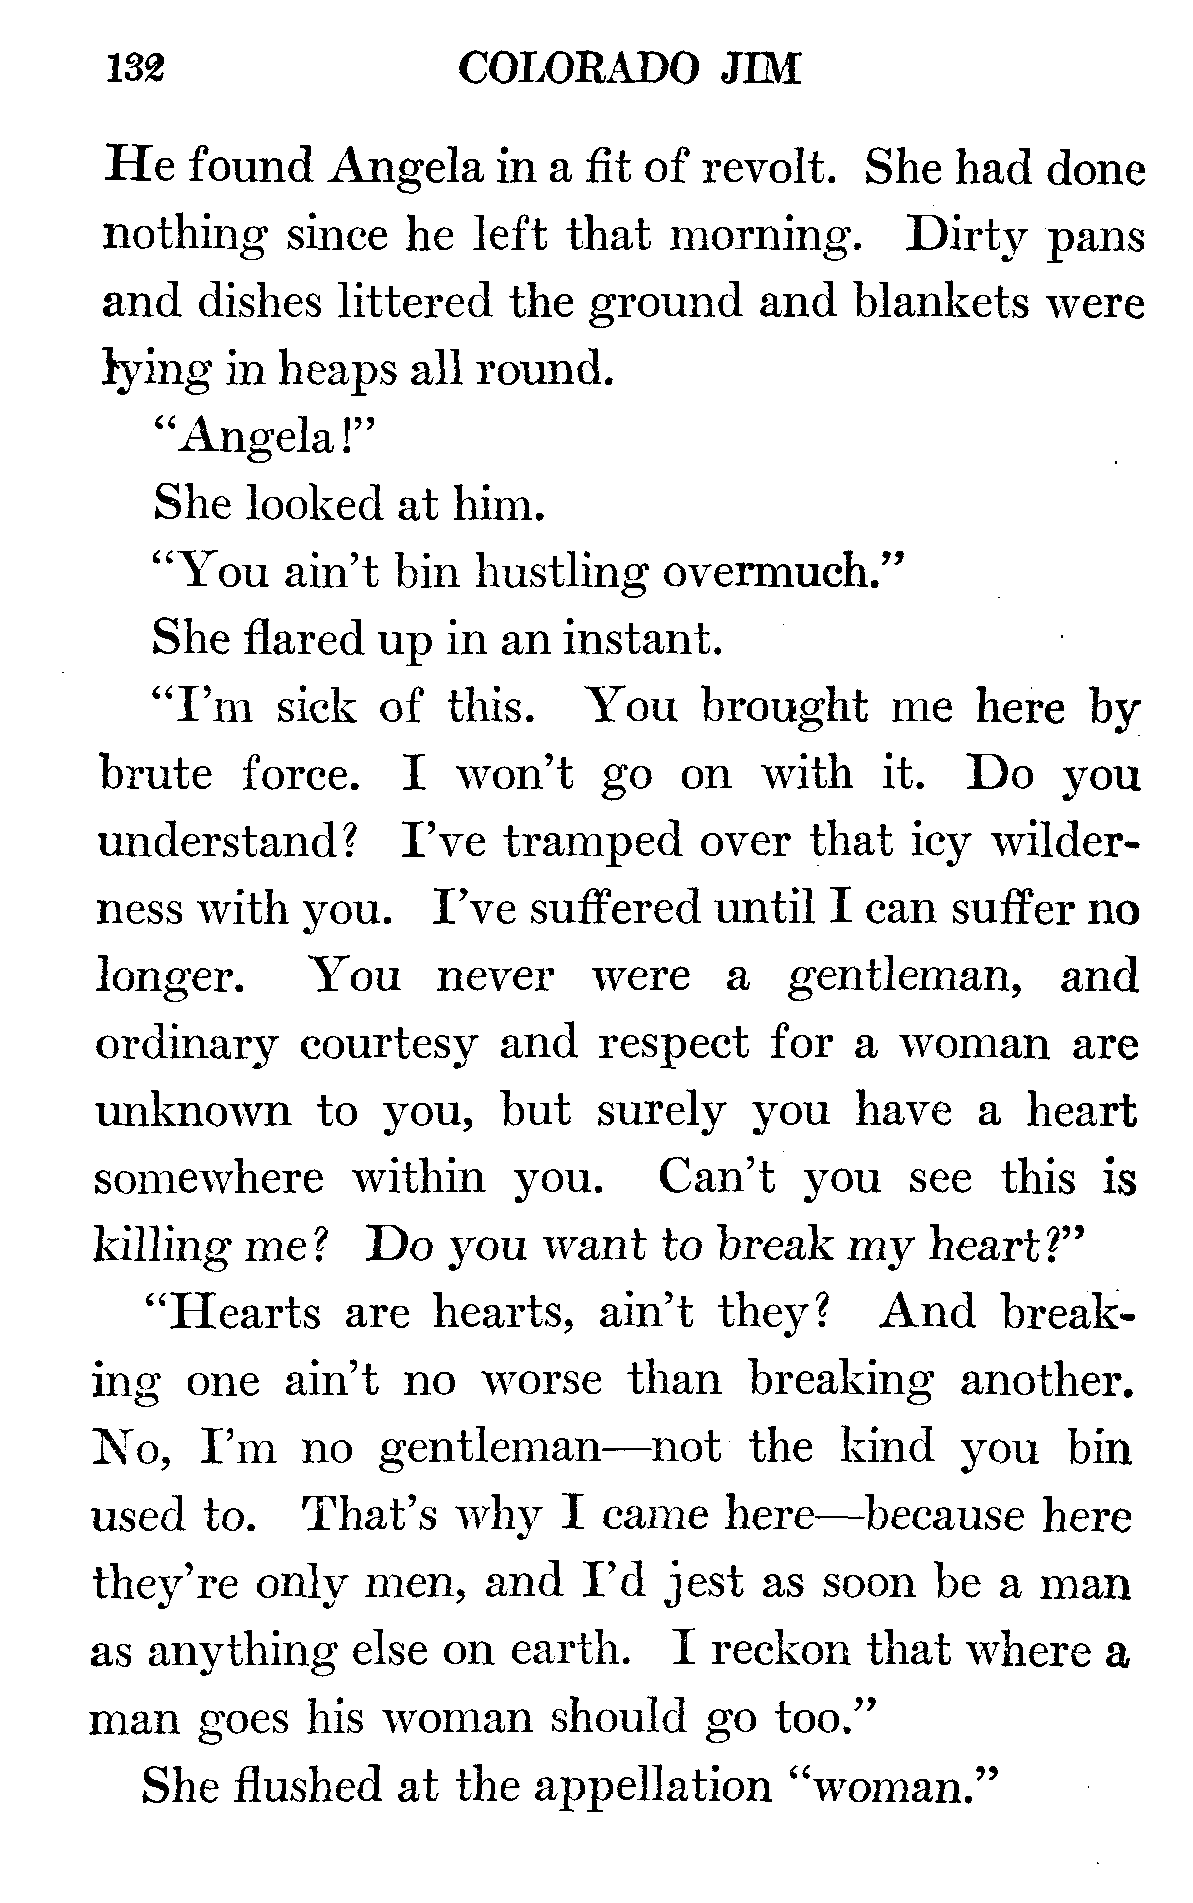 132 COLORADO JIM
He found Angela in a fit of revolt. She had done
nothing since he left that morning. Dirty pans
and dishes littered the ground and blankets were
lying in heaps all round.
"Angela!"
She looked at him.
"You ain't bin hustling overmuch."
She flared up in an instant.
"I'm sick of this. You brought me here by
brute force. I won't go on with it. Do you
understand? I've tramped over that icy wilder-
ness with you. I've suffered until I can suffer no
longer. You never were a gentleman, and
ordinary courtesy and respect for a woman are
unknown to you, but surely you have a heart
somewhere within you. Can't you see this is
killing me? Do you want to break my heart?"
"Hearts are hearts, ain't they? And break-
ing one ain't no worse than breaking another.
No, I'm no gentleman—not the kind you bin
used to. That's why I came here—because here
they're only men, and I'd jest as soon be a man
as anything else on earth. I reckon that where a
man goes his woman should go too."
She flushed at the appellation "woman."